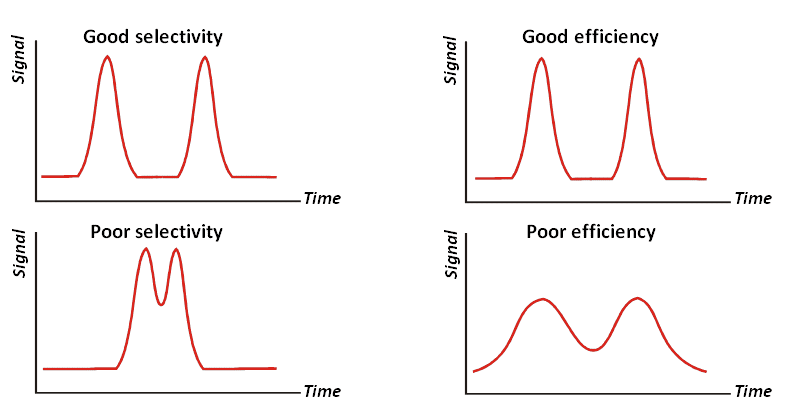 Good selectivity
Signal
Time
Good efficiency
Signal
Time
Poor selectivity
Signal
Time
Poor efficiency
Signal
Time